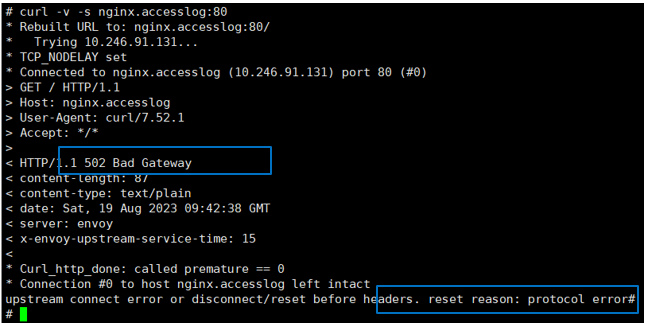 # curl -v -s nginx.accesslog:80
* Rebuilt URL to: nginx.accesslog:80/
*   Trying 10.246.91.131...
* TCP_NODELAY set
* Connected to nginx.accesslog (10.246.91.131) port 80 (#0)
> GET / HTTP/1.1
> Host: nginx.accesslog
> User-Agent: curl/7.52.1
> Accept: */*
>
< HTTP/1.1 502 Bad Gateway
< content-length: 87
< content-type: text/plain
< date: Sat, 19 Aug 2023 09:42:38 GMT
< server: envoy
< x-envoy-upstream-service-time: 15
<
* Curl_http_done: called premature == 0
* Connection #0 to host nginx.accesslog left intact
upstream connect error or disconnect/reset before headers. reset reason: protocol error#
#